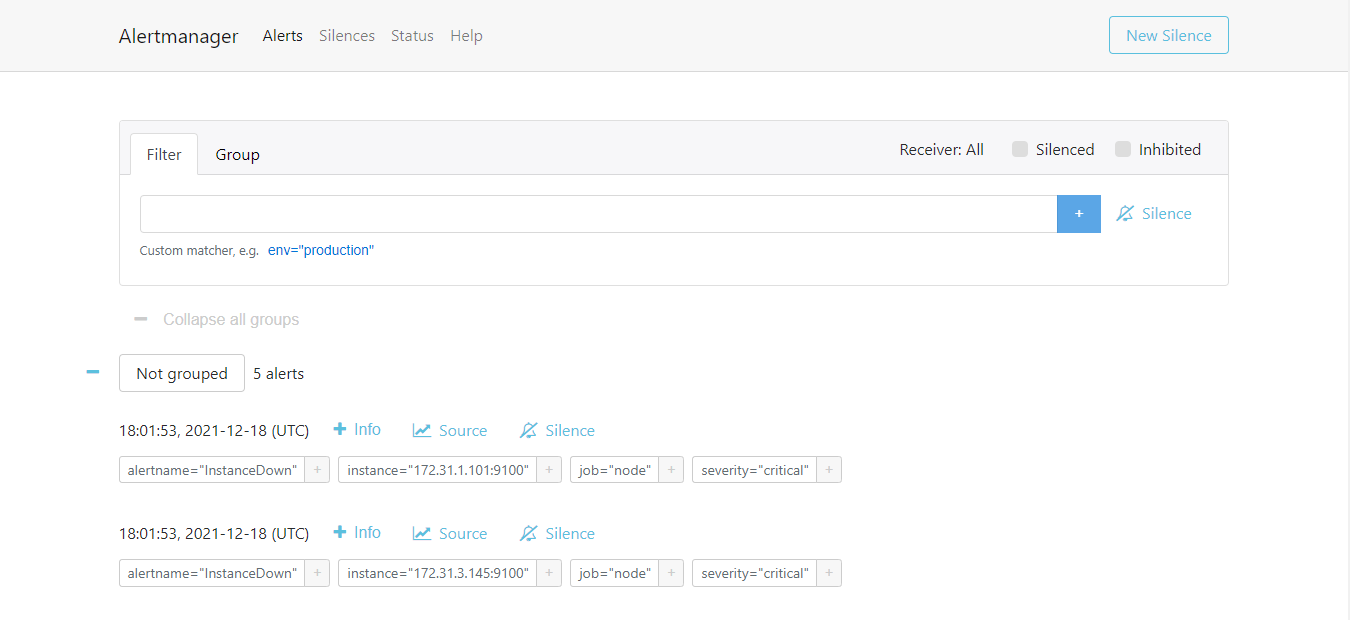 Alertmanager Alerts Silences Status Help New Silence
Filter Group Receiver: All Silenced Inhibited
+ Silence
Custom matcher, e.g. env="production"
Collapse all groups
Not grouped 5 alerts
18:01:53, 2021-12-18 (UTC) + Info Source Silence
alertname="InstanceDown" + instance="172.31.1.101:9100" + job="node" + severity="critical" +
18:01:53, 2021-12-18 (UTC) + Info Source Silence
alertname="InstanceDown" + instance="172.31.3.145:9100" + job="node" + severity="critical" +